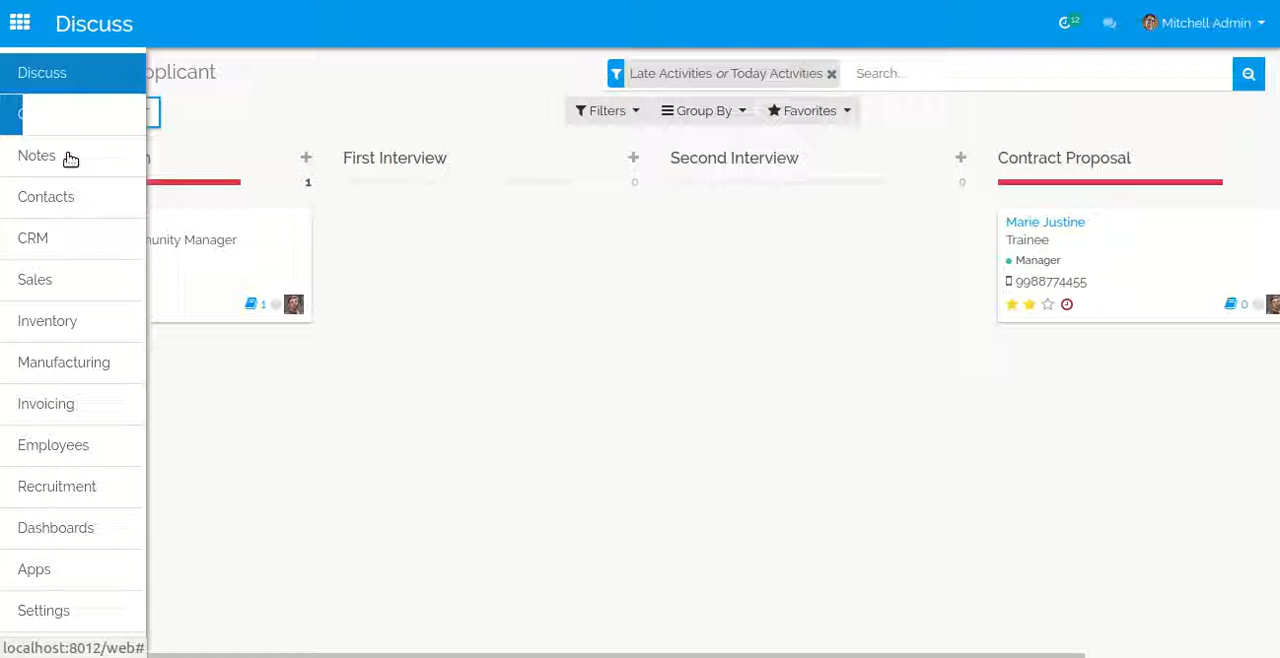 Discuss
12
Mitchell Admin
Discuss
Notes
Contacts
CRM
Sales
Inventory
Manufacturing
Invoicing
Employees
Recruitment
Dashboards
Apps
Settings
localhost:8012/web#
pplicant
Late Activities or Today Activities
Search...
Filters
Group By
Favorites
n
1
First Interview
0
Second Interview
0
Contract Proposal
nunity Manager
1
Marie Justine
Trainee
Manager
9988774455
0